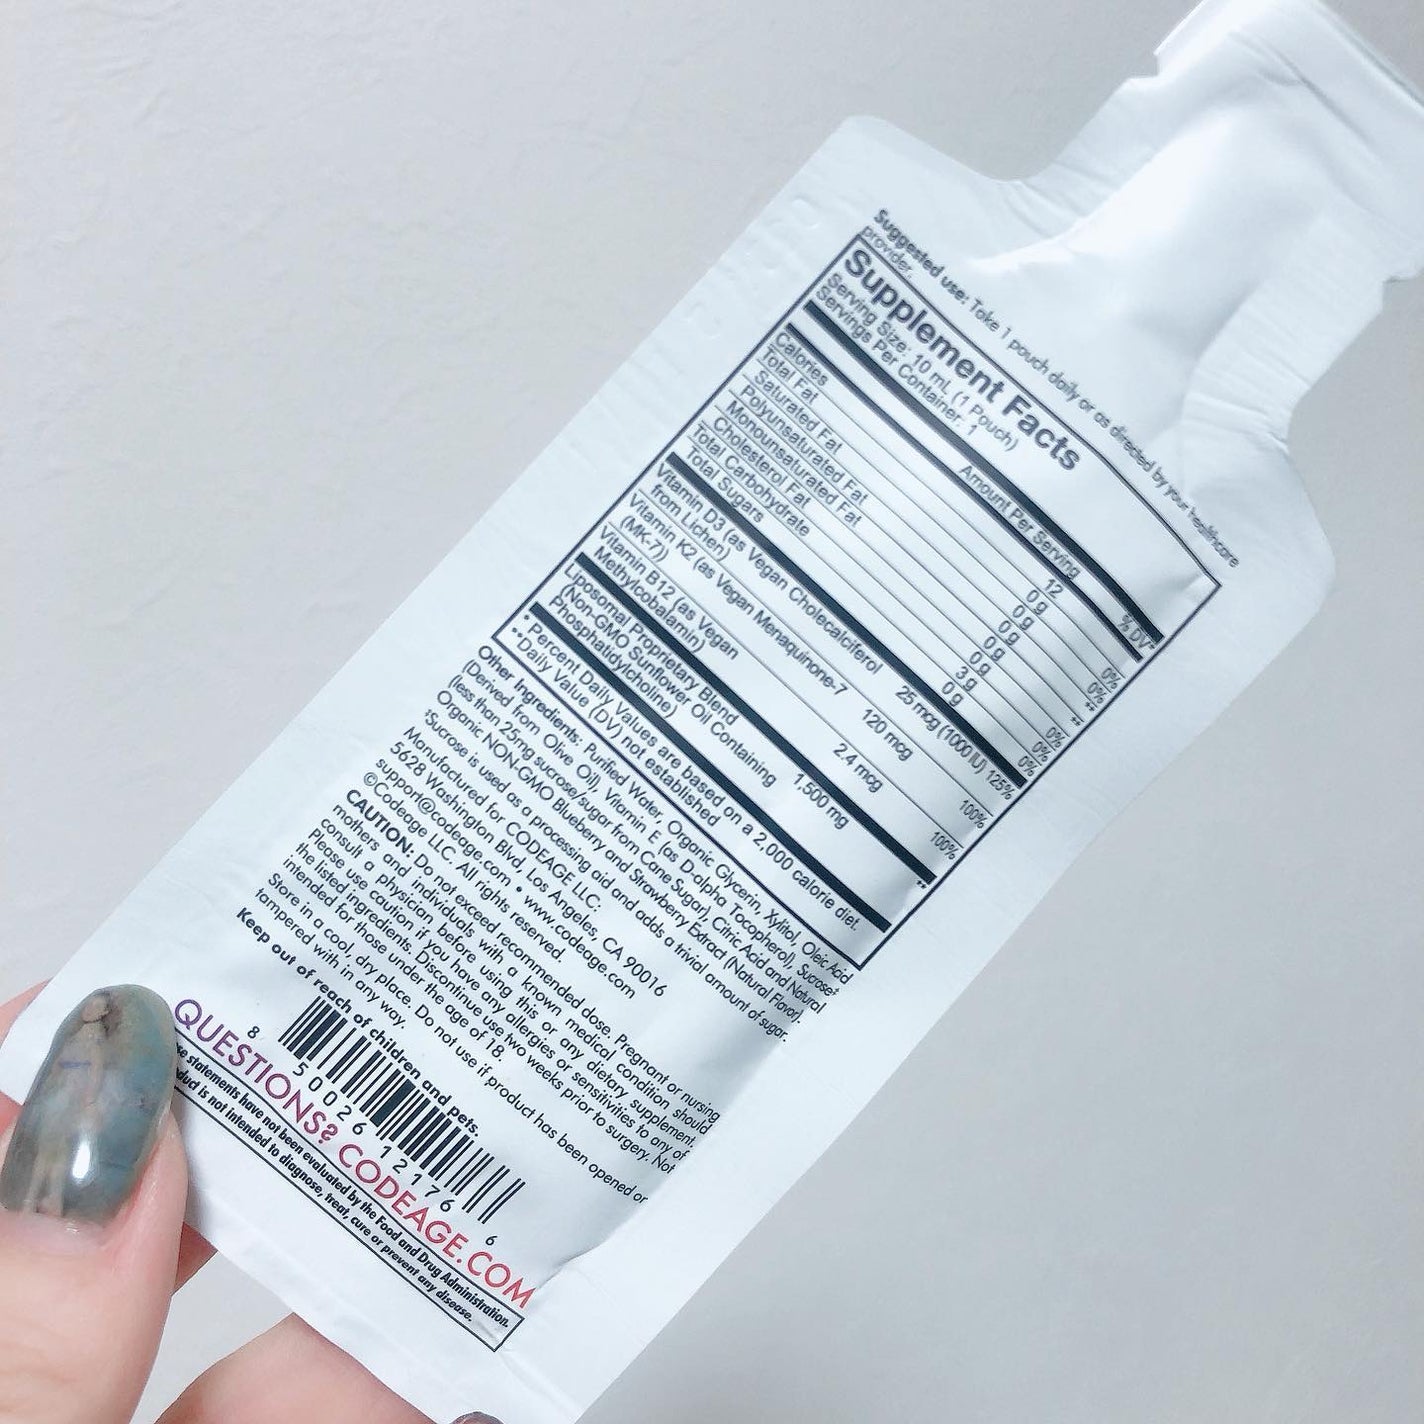 Suggested use: Take 1 pouch daily or as directed by your healthcare
provider.
Supplement Facts
Serving Size: 10 mL (1 Pouch)
Servings Per Container: 1
Amount Per Serving % DV*
Calories 12
Total Fat 0 g 0%
Saturated Fat 0 g 0%
Polyunsaturated Fat 0 g **
Monounsaturated Fat 0 g **
Cholesterol Fat 0 g 0%
Total Carbohydrate 3 g 0%
Total Sugars 0 g 0%
Vitamin D3 (as Vegan Cholecalciferol 25 mcg (1000 IU) 125%
from Lichen)
Vitamin K2 (as Vegan Menaquinone-7 120 mcg 100%
(MK-7))
Vitamin B12 (as Vegan 2.4 mcg 100%
Methylcobalamin)
Liposomal Proprietary Blend 1,500 mg **
(Non-GMO Sunflower Oil Containing
Phosphatidylcholine)
* Percent Daily Values are based on a 2,000 calorie diet.
**Daily Value (DV) not established
Other Ingredients: Purified Water, Organic Glycerin, Xylitol, Oleic Acid
(Derived from Olive Oil), Vitamin E (as D-alpha Tocopherol), Sucrose‡
(less than 25mg sucrose/sugar from Cane Sugar), Citric Acid and Natural
Organic NON-GMO Blueberry and Strawberry Extract (Natural Flavor).
‡Sucrose is used as a processing aid and adds a trivial amount of sugar.
Manufactured for CODEAGE LLC:
5628 Washington Blvd, Los Angeles, CA 90016
support@codeage.com • www.codeage.com
©Codeage LLC. All rights reserved.
CAUTION: Do not exceed recommended dose. Pregnant or nursing
mothers and individuals with a known medical condition should
consult a physician before using this or any dietary supplement.
Please use caution if you have any allergies or sensitivities to any of
the listed ingredients. Discontinue use two weeks prior to surgery. Not
intended for those under the age of 18.
Store in a cool, dry place. Do not use if product has been opened or
tampered with in any way.
Keep out of reach of children and pets.
8 50026 12176 6
QUESTIONS? CODEAGE.COM
statements have not been evaluated by the Food and Drug Administration.
is not intended to diagnose, treat, cure or prevent any disease.